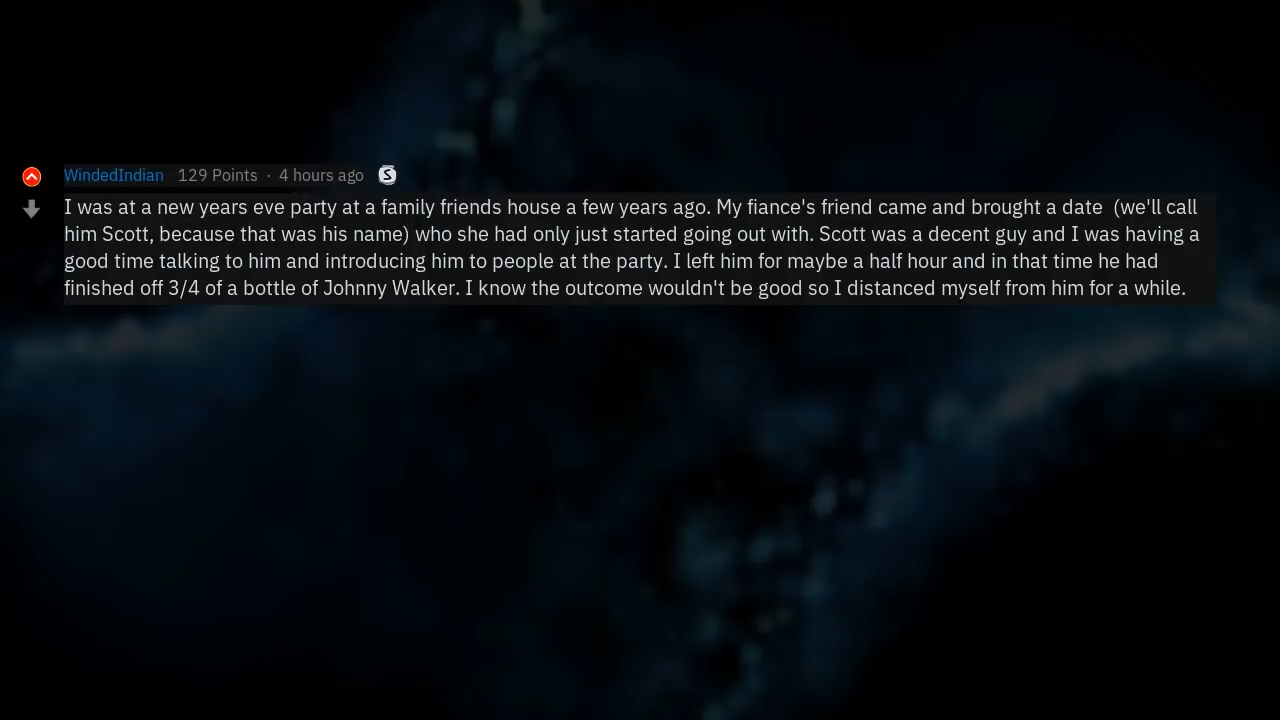 WindedIndian 129 Points · 4 hours ago S
I was at a new years eve party at a family friends house a few years ago. My fiance's friend came and brought a date (we'll call
him Scott, because that was his name) who she had only just started going out with. Scott was a decent guy and I was having a
good time talking to him and introducing him to people at the party. I left him for maybe a half hour and in that time he had
finished off 3/4 of a bottle of Johnny Walker. I know the outcome wouldn't be good so I distanced myself from him for a while.